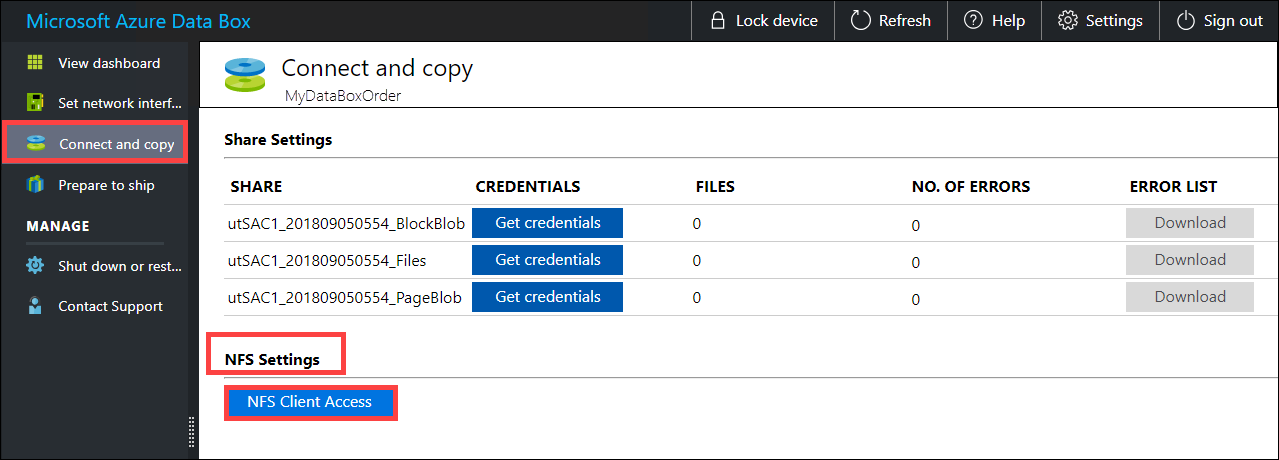 Microsoft Azure Data Box
Lock device Refresh Help Settings Sign out
View dashboard
Set network interf...
Connect and copy
Prepare to ship
MANAGE
Shut down or rest...
Contact Support
Connect and copy
MyDataBoxOrder
Share Settings
SHARE CREDENTIALS FILES NO. OF ERRORS ERROR LIST
utSAC1_201809050554_BlockBlob Get credentials 0 0 Download
utSAC1_201809050554_Files Get credentials 0 0 Download
utSAC1_201809050554_PageBlob Get credentials 0 0 Download
NFS Settings
NFS Client Access